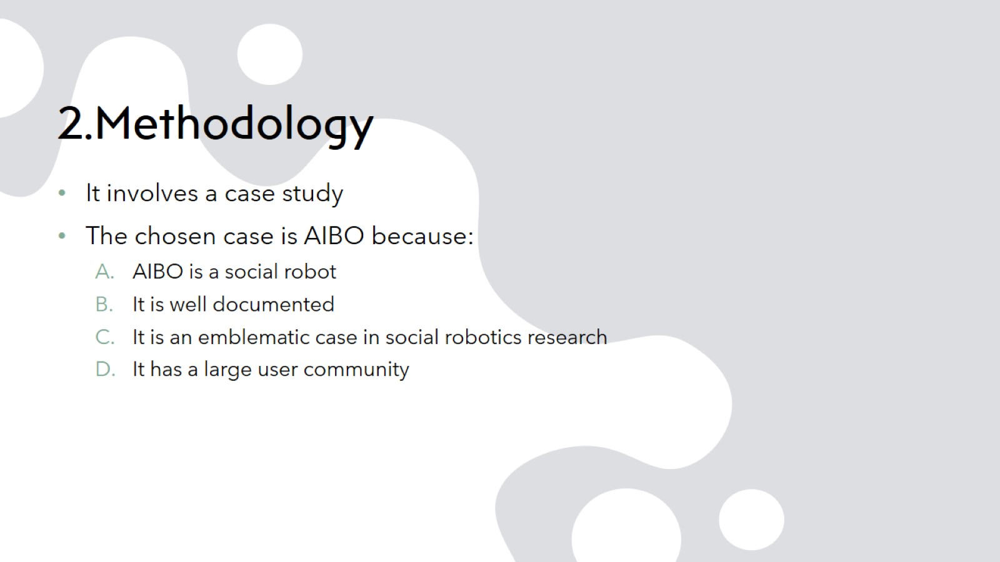 2.Methodology
• It involves a case study
• The chosen case is AIBO because:
A. AIBO is a social robot
B. It is well documented
C. It is an emblematic case in social robotics research
D. It has a large user community